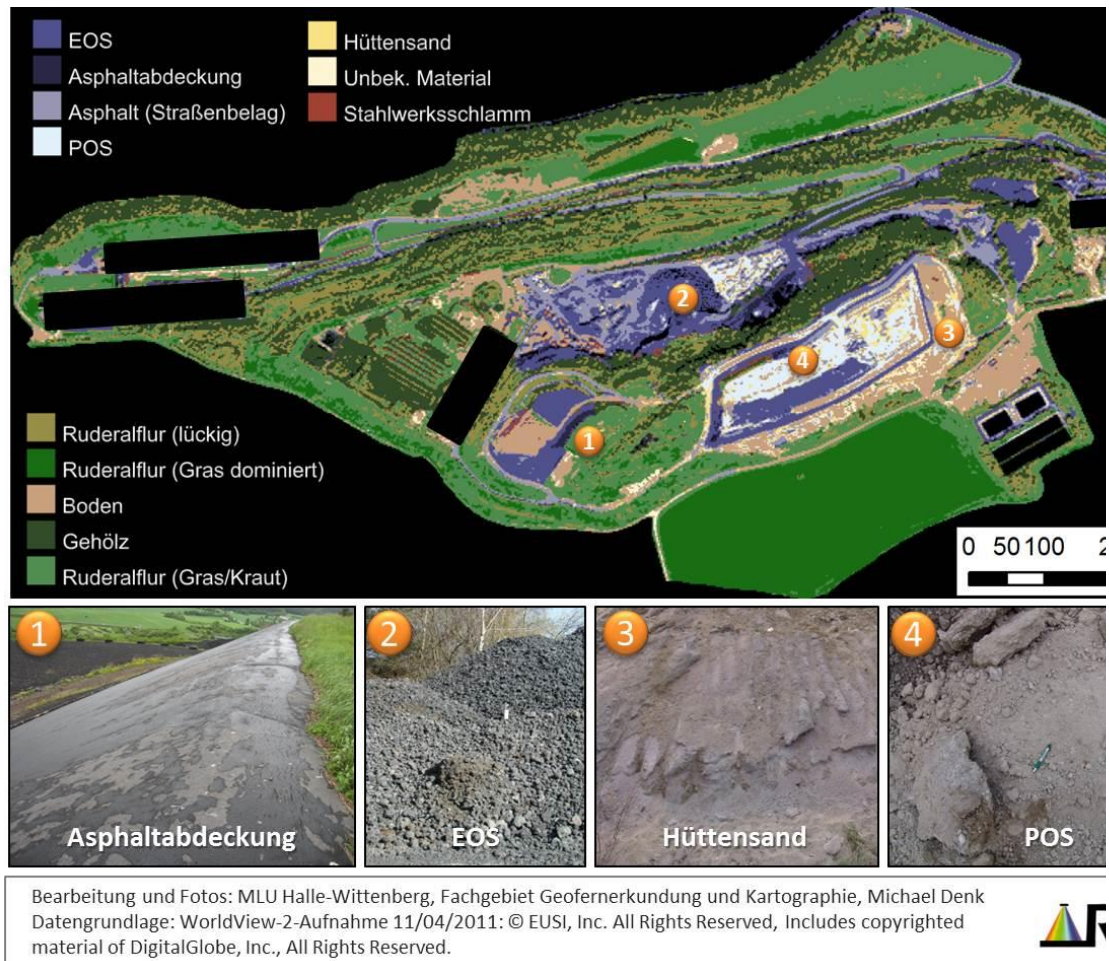 EOS
Asphaltabdeckung
Asphalt (Straßenbelag)
POS
Hüttensand
Unbek. Material
Stahlwerksschlamm
2
4
3
1
Ruderalflur (lückig)
Ruderalflur (Gras dominiert)
Boden
Gehölz
Ruderalflur (Gras/Kraut)
0 50 100 2
1
Asphaltabdeckung
2
EOS
3
Hüttensand
4
POS
Bearbeitung und Fotos: MLU Halle-Wittenberg, Fachgebiet Geofernerkundung und Kartographie, Michael Denk
Datengrundlage: WorldView-2-Aufnahme 11/04/2011: © EUSI, Inc. All Rights Reserved, Includes copyrighted
material of DigitalGlobe, Inc., All Rights Reserved.